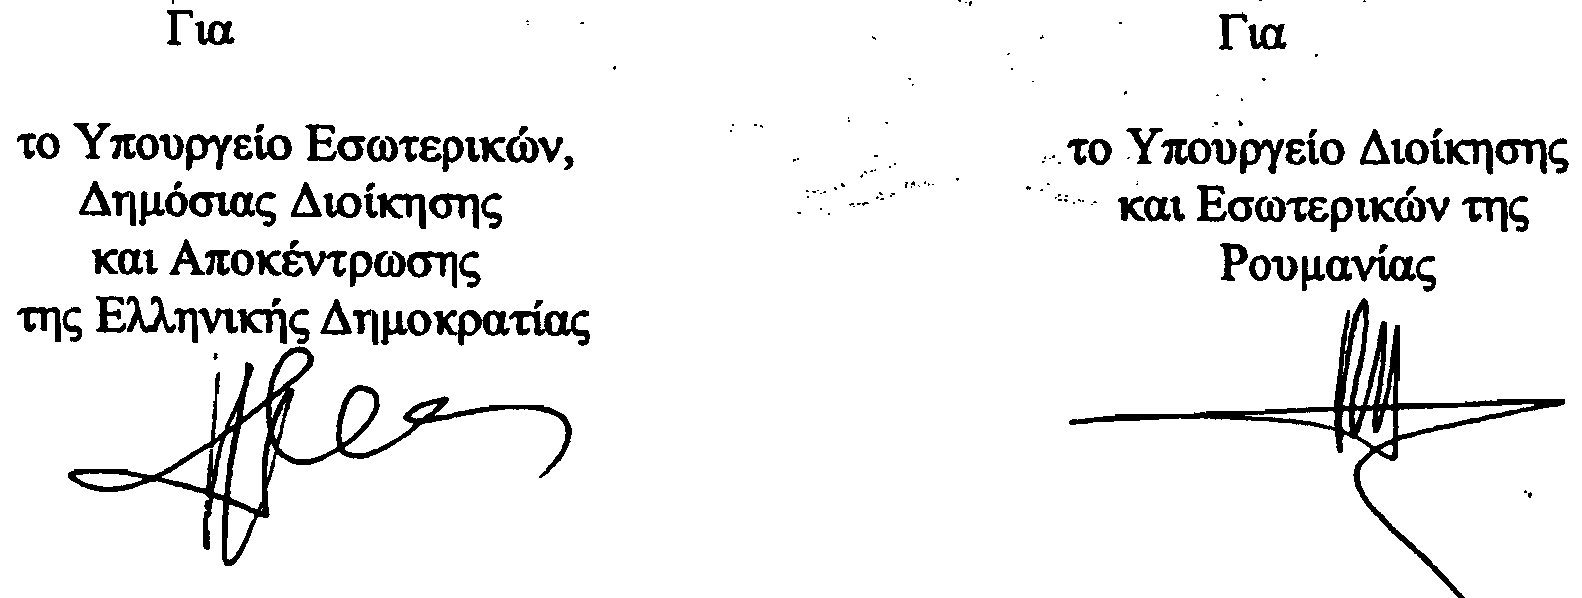 Για
το Υπουργείο Εσωτερικών,
Δημόσιας Διοίκησης
και Αποκέντρωσης
της Ελληνικής Δημοκρατίας
Για
το Υπουργείο Διοίκησης
και Εσωτερικών της
Ρουμανίας